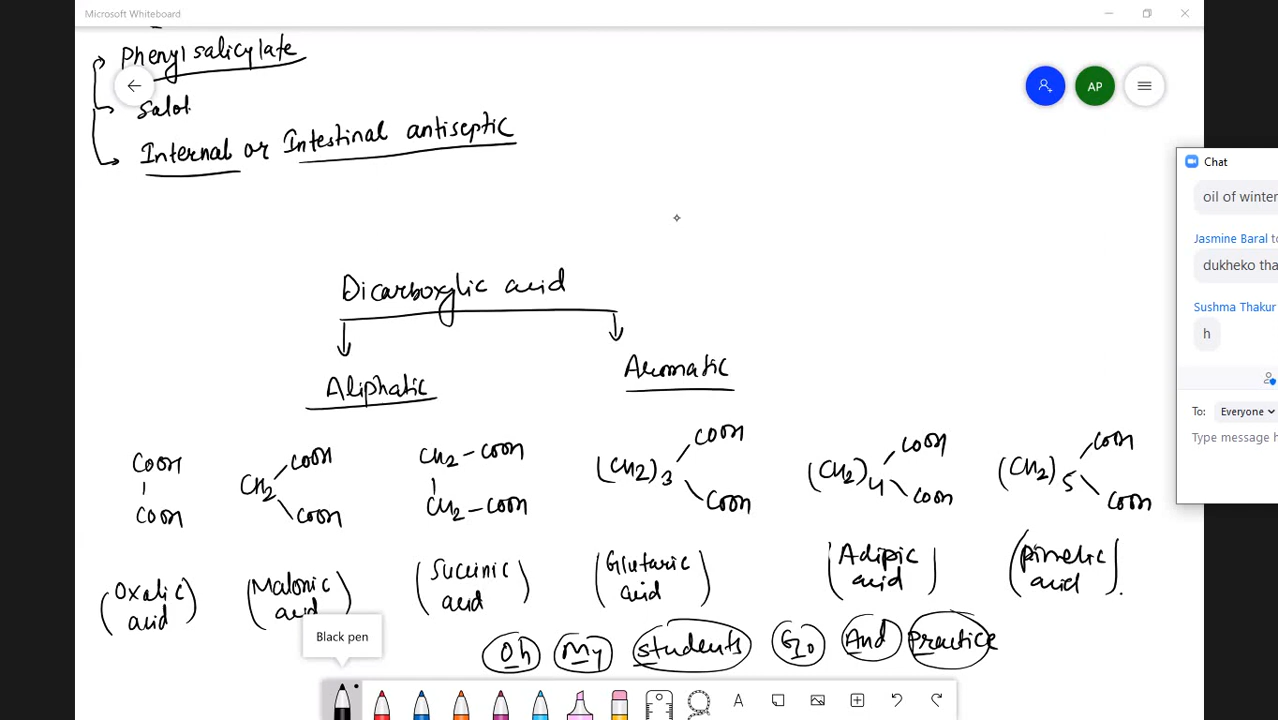 Microsoft Whiteboard
Phenyl salicylate
Salol
Internal or Intestinal antiseptic
AP
Chat
oil of winter
Jasmine Baral to
dukheko tha
Sushma Thakur
h
To: Everyone
Type message h
Dicarboxylic acid
Aliphatic
Aromatic
COOH
COOH
CH2
COOH
COOH
CH2 - COOH
CH2 - COOH
(CH2)3
COOH
COOH
(CH2)4
COOH
COOH
(CH2)5
COOH
COOH
(Oxalic acid)
(Malonic acid)
(Succinic acid)
(Glutaric acid)
(Adipic acid)
(Pimelic acid).
Oh My students Go And Practice
Black pen
A